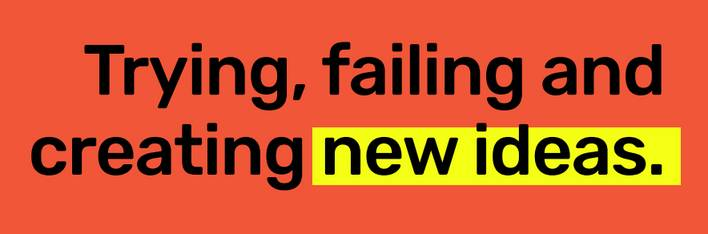 Trying, failing and
creating new ideas.